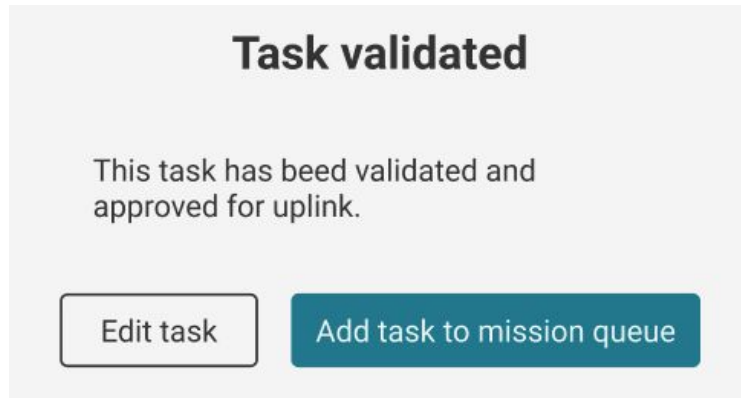 Task validated
This task has beed validated and
approved for uplink.
Edit task
Add task to mission queue